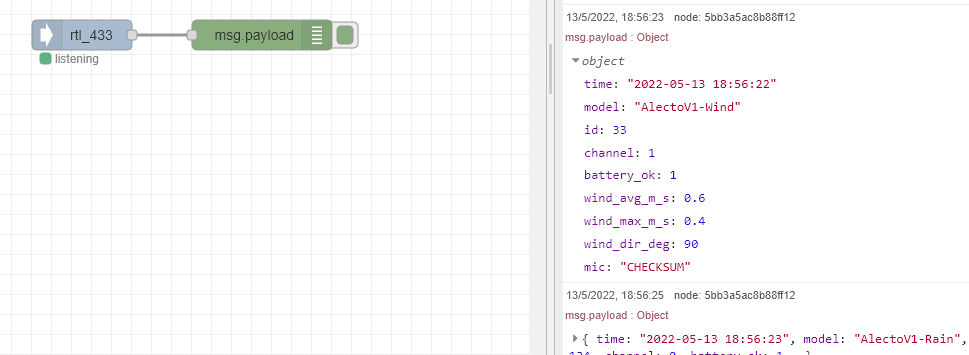 rtl_433
msg.payload
listening
13/5/2022, 18:56:23 node: 5bb3a5ac8b88ff12
msg.payload : Object
object
time: "2022-05-13 18:56:22"
model: "AlectoV1-Wind"
id: 33
channel: 1
battery_ok: 1
wind_avg_m_s: 0.6
wind_max_m_s: 0.4
wind_dir_deg: 90
mic: "CHECKSUM"
13/5/2022, 18:56:25 node: 5bb3a5ac8b88ff12
msg.payload : Object
{ time: "2022-05-13 18:56:23", model: "AlectoV1-Rain",